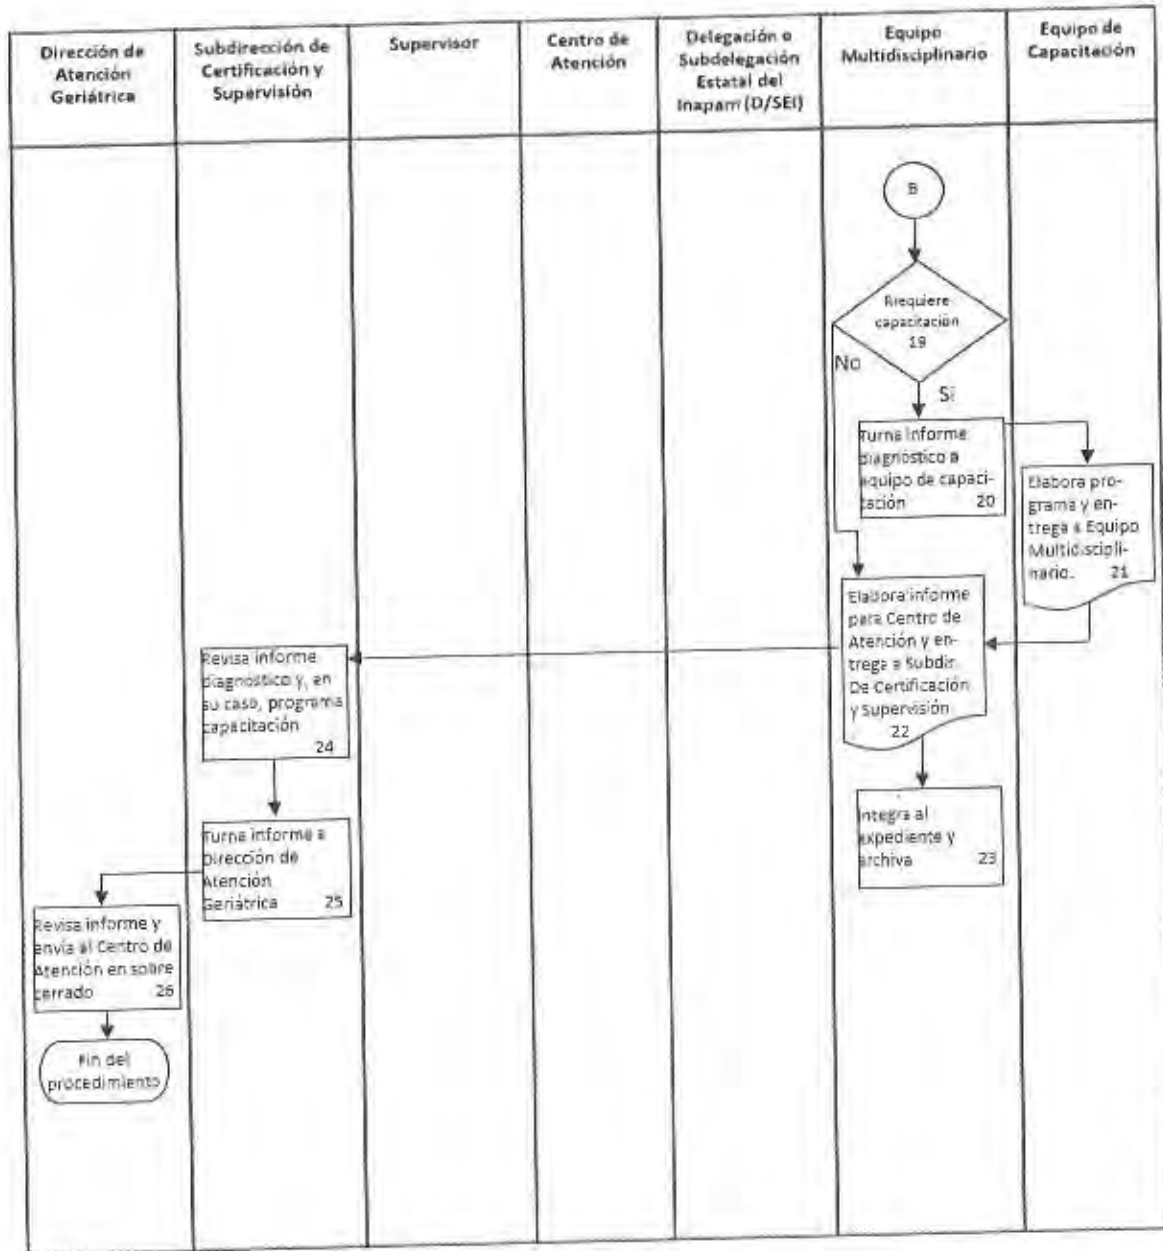 Dirección de
Atención
Geriátrica
Subdirección de
Certificación y
Supervisión
Supervisor
Centro de
Atención
Delegación o
Subdelegación
Estatal del
Inapam (D/SEI)
Equipo
Multidisciplinario
Equipo de
Capacitación
B
Rrequiere
capacitación
19
No
Si
Turna informe
diagnóstico a
equipo de capaci-
tación 20
Elabora pro-
grama y en-
trega a Equipo
Multidiscipli-
nario. 21
Elabora informe
para Centro de
Atención y en-
trega a Subdir.
De Certificación
y Supervisión
22
Revisa informe
diagnóstico y, en
su caso, programa
capacitación
24
Integra al
expediente y
archiva 23
Turna informe a
Dirección de
Atención
Geriátrica 25
Revisa informe y
envía al Centro de
Atención en sobre
cerrado 26
Fin del
procedimiento